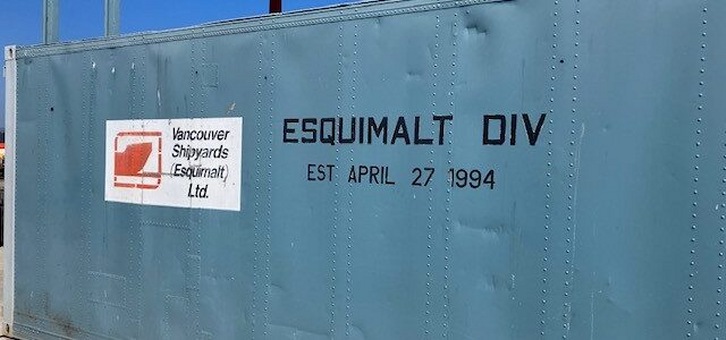 Vancouver
Shipyards
(Esquimalt)
Ltd.
ESQUIMALT DIV
EST APRIL 27 1994